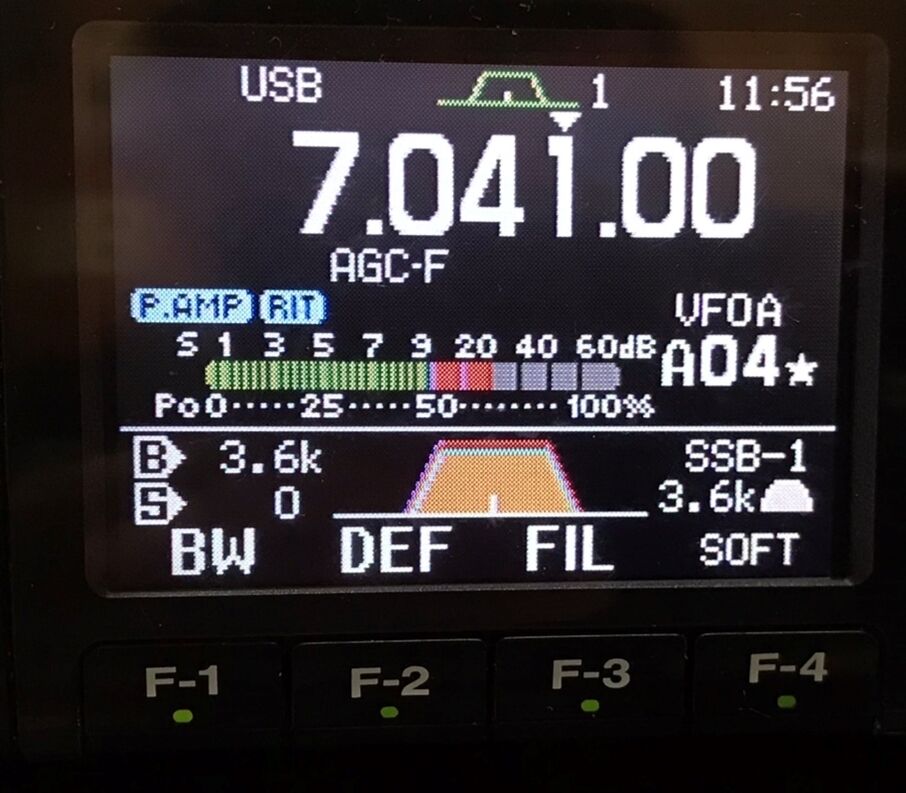 USB 1 11:56
7.041.00
AGC-F
P.AMP RIT VFOA
S 1 3 5 7 9 20 40 60dB A04★
Po0·····25·····50········100%
B 3.6k SSB-1
S 0 3.6k
BW DEF FIL SOFT
F-1 F-2 F-3 F-4